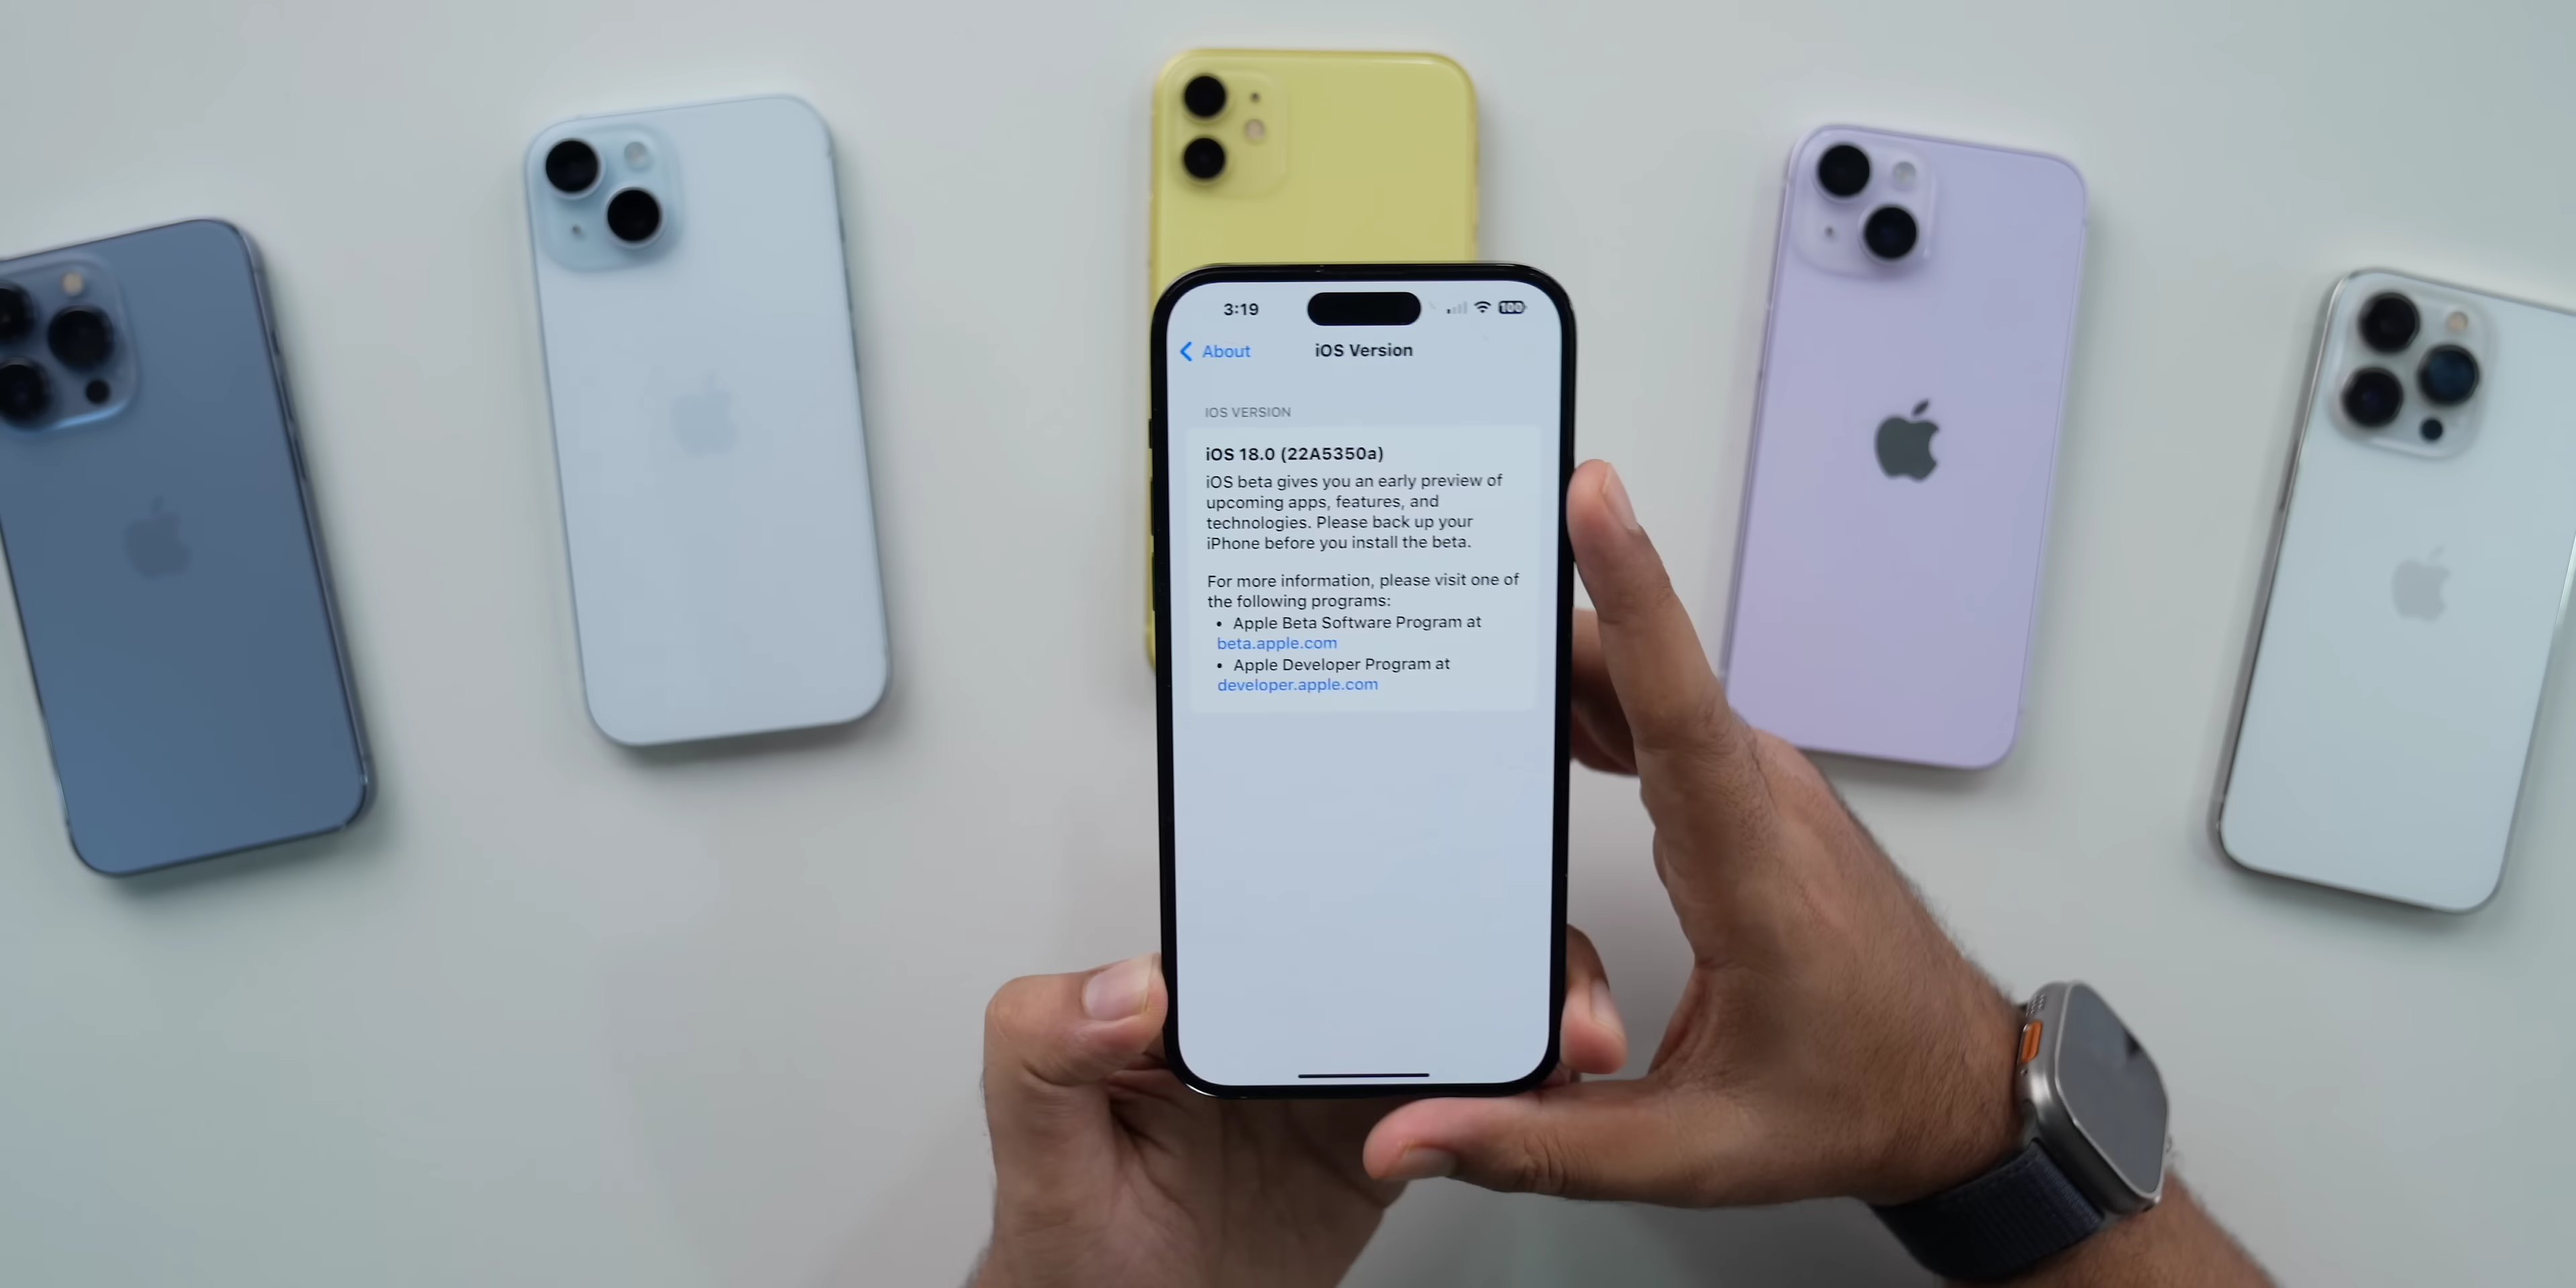 3:19
100
About
iOS Version
IOS VERSION
iOS 18.0 (22A5350a)
iOS beta gives you an early preview of
upcoming apps, features, and
technologies. Please back up your
iPhone before you install the beta.
For more information, please visit one of
the following programs:
• Apple Beta Software Program at
beta.apple.com
• Apple Developer Program at
developer.apple.com